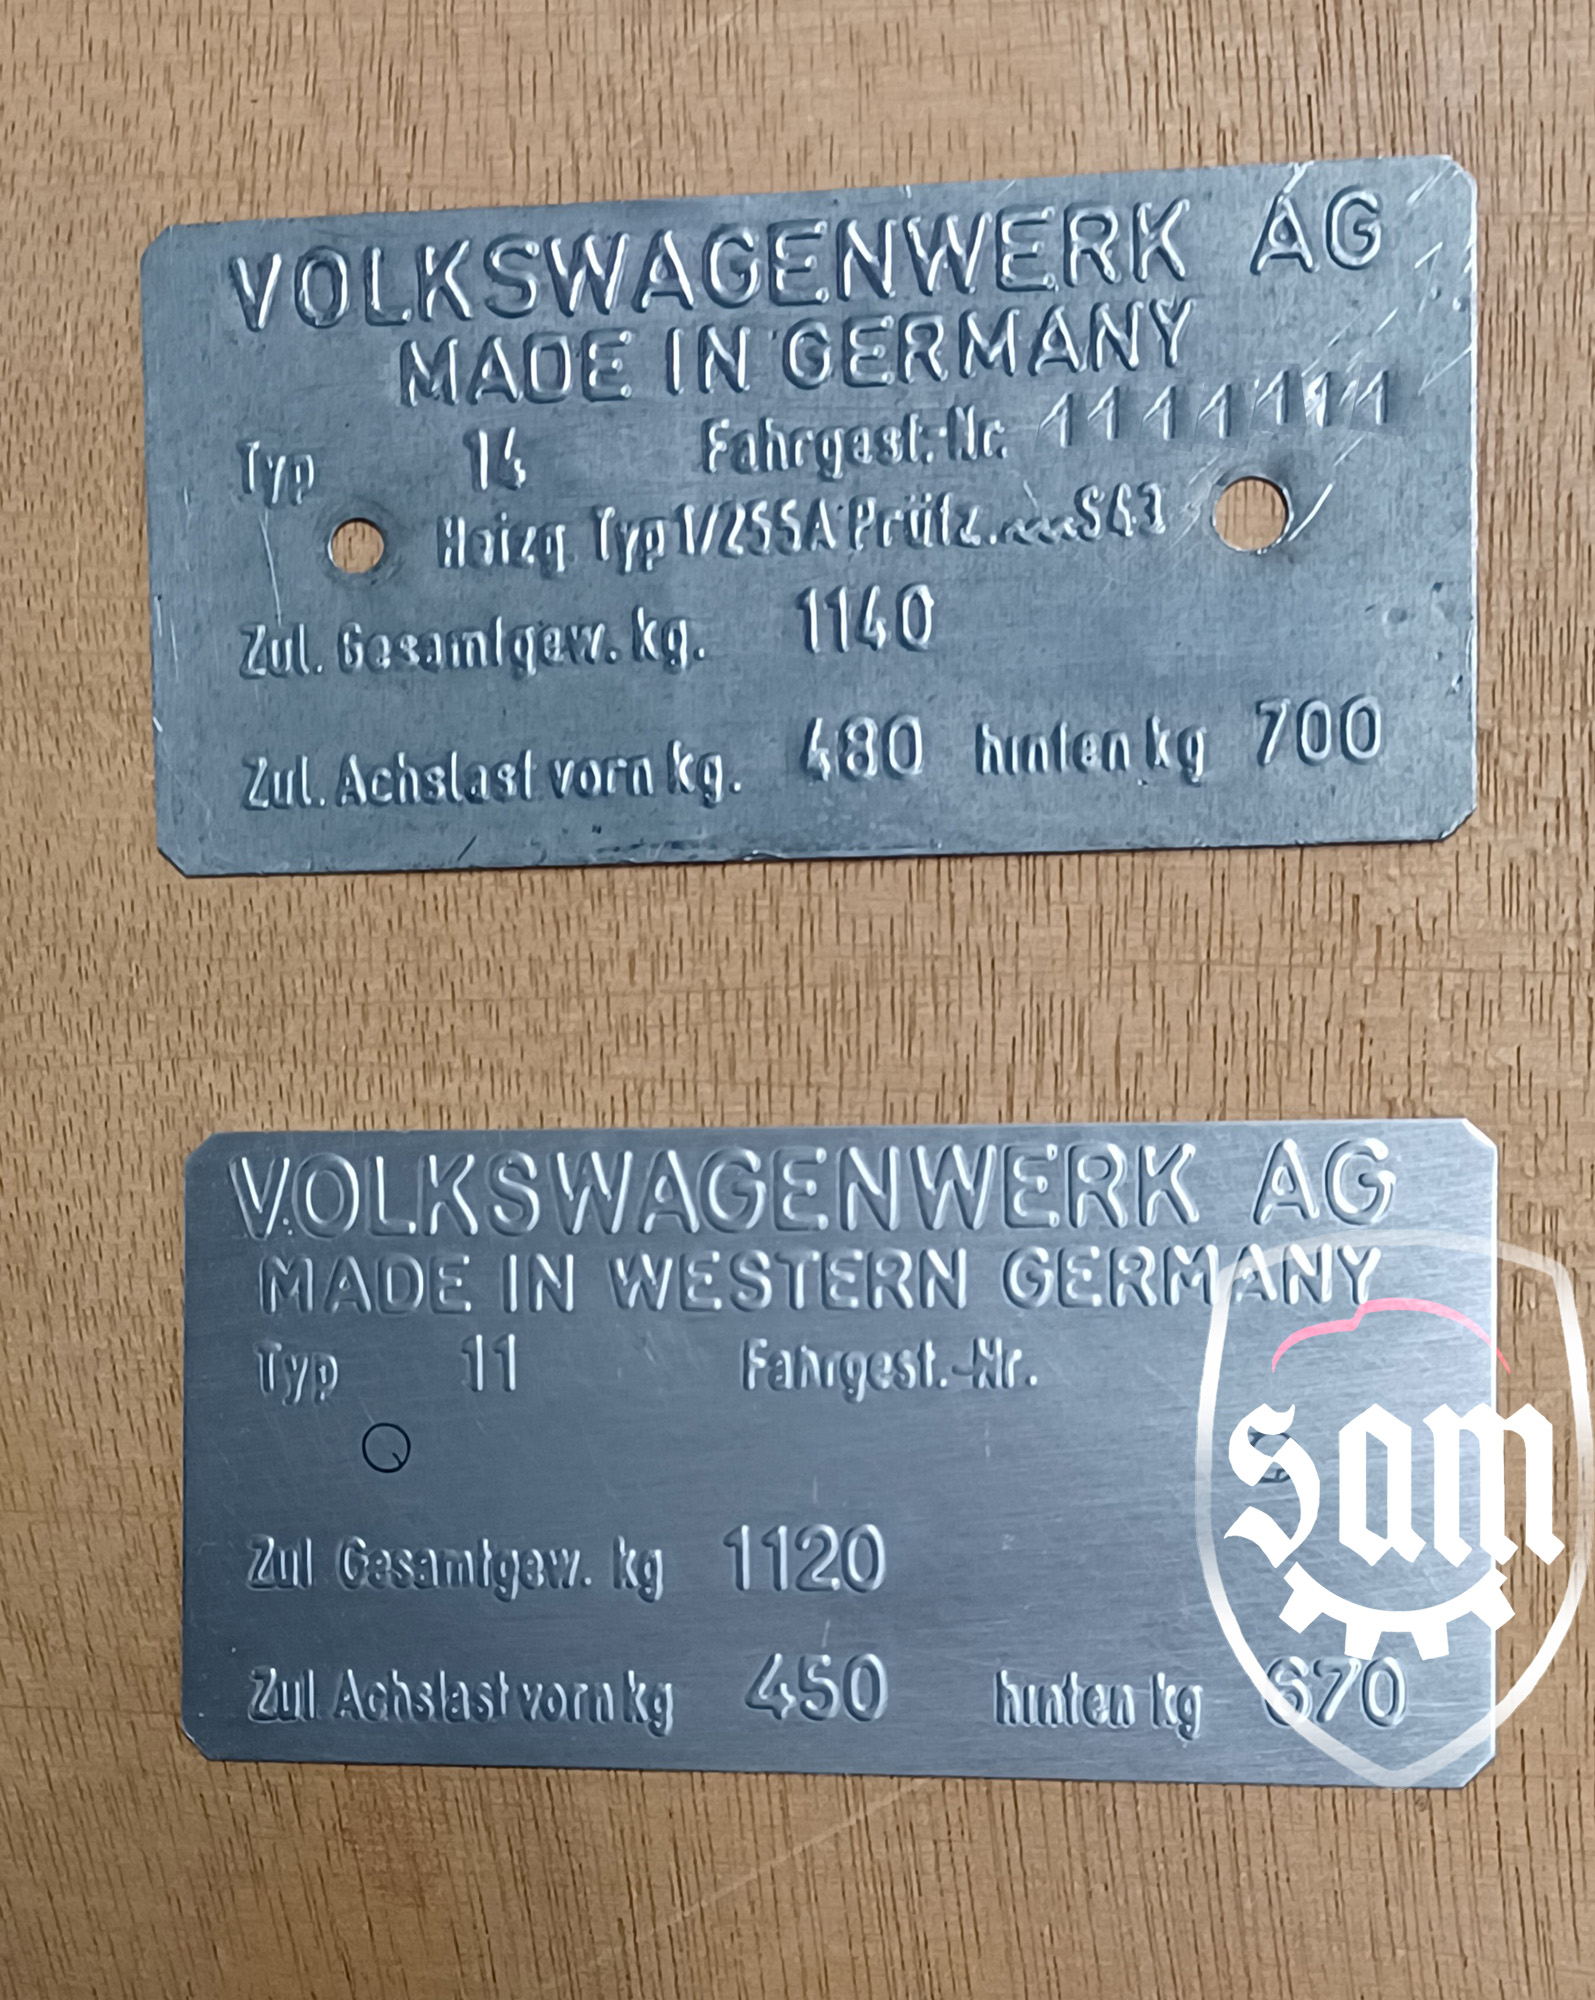 VOLKSWAGENWERK AG
MADE IN GERMANY
Typ 14 Fahrgest.-Nr. 1111111
Heizg. Typ 1/255A Prüfz.~~~S43
Zul. Gesamtgew. kg. 1140
Zul. Achslast vorn kg. 480 hinten kg 700
VOLKSWAGENWERK AG
MADE IN WESTERN GERMANY
Typ 11 Fahrgest.-Nr.
Zul Gesamtgew. kg 1120
Zul Achslast vorn kg 450 hinten kg 670
sam